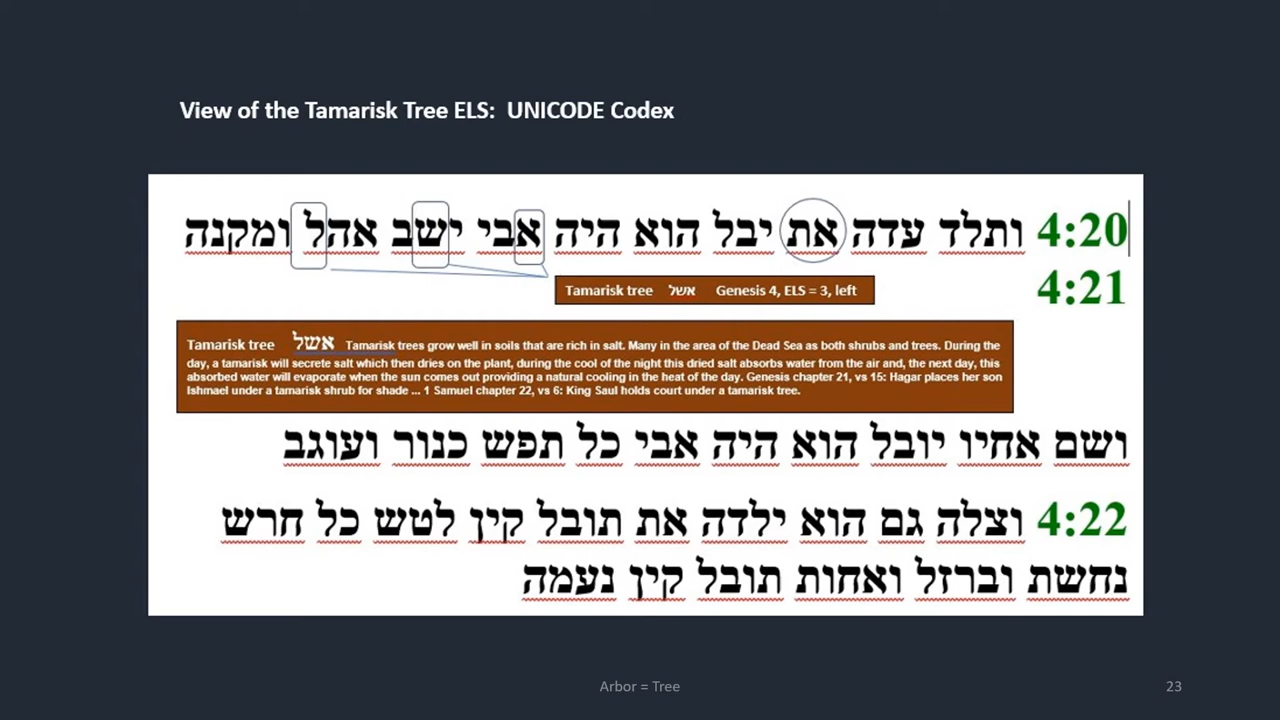 View of the Tamarisk Tree ELS: UNICODE Codex
4:20 ותלד עדה את יבל הוא היה אבי ישב אהל ומקנה
4:21
Tamarisk tree אשל Genesis 4, ELS = 3, left
Tamarisk tree אשל Tamarisk trees grow well in soils that are rich in salt. Many in the area of the Dead Sea as both shrubs and trees. During the
day, a tamarisk will secrete salt which then dries on the plant, during the cool of the night this dried salt absorbs water from the air and, the next day, this
absorbed water will evaporate when the sun comes out providing a natural cooling in the heat of the day. Genesis chapter 21, vs 15: Hagar places her son
Ishmael under a tamarisk shrub for shade ... 1 Samuel chapter 22, vs 6: King Saul holds court under a tamarisk tree.
ושם אחיו יובל הוא היה אבי כל תפש כנור ועוגב
4:22 וצלה גם הוא ילדה את תובל קין לטש כל חרש
נחשת וברזל ואחות תובל קין נעמה
Arbor = Tree
23